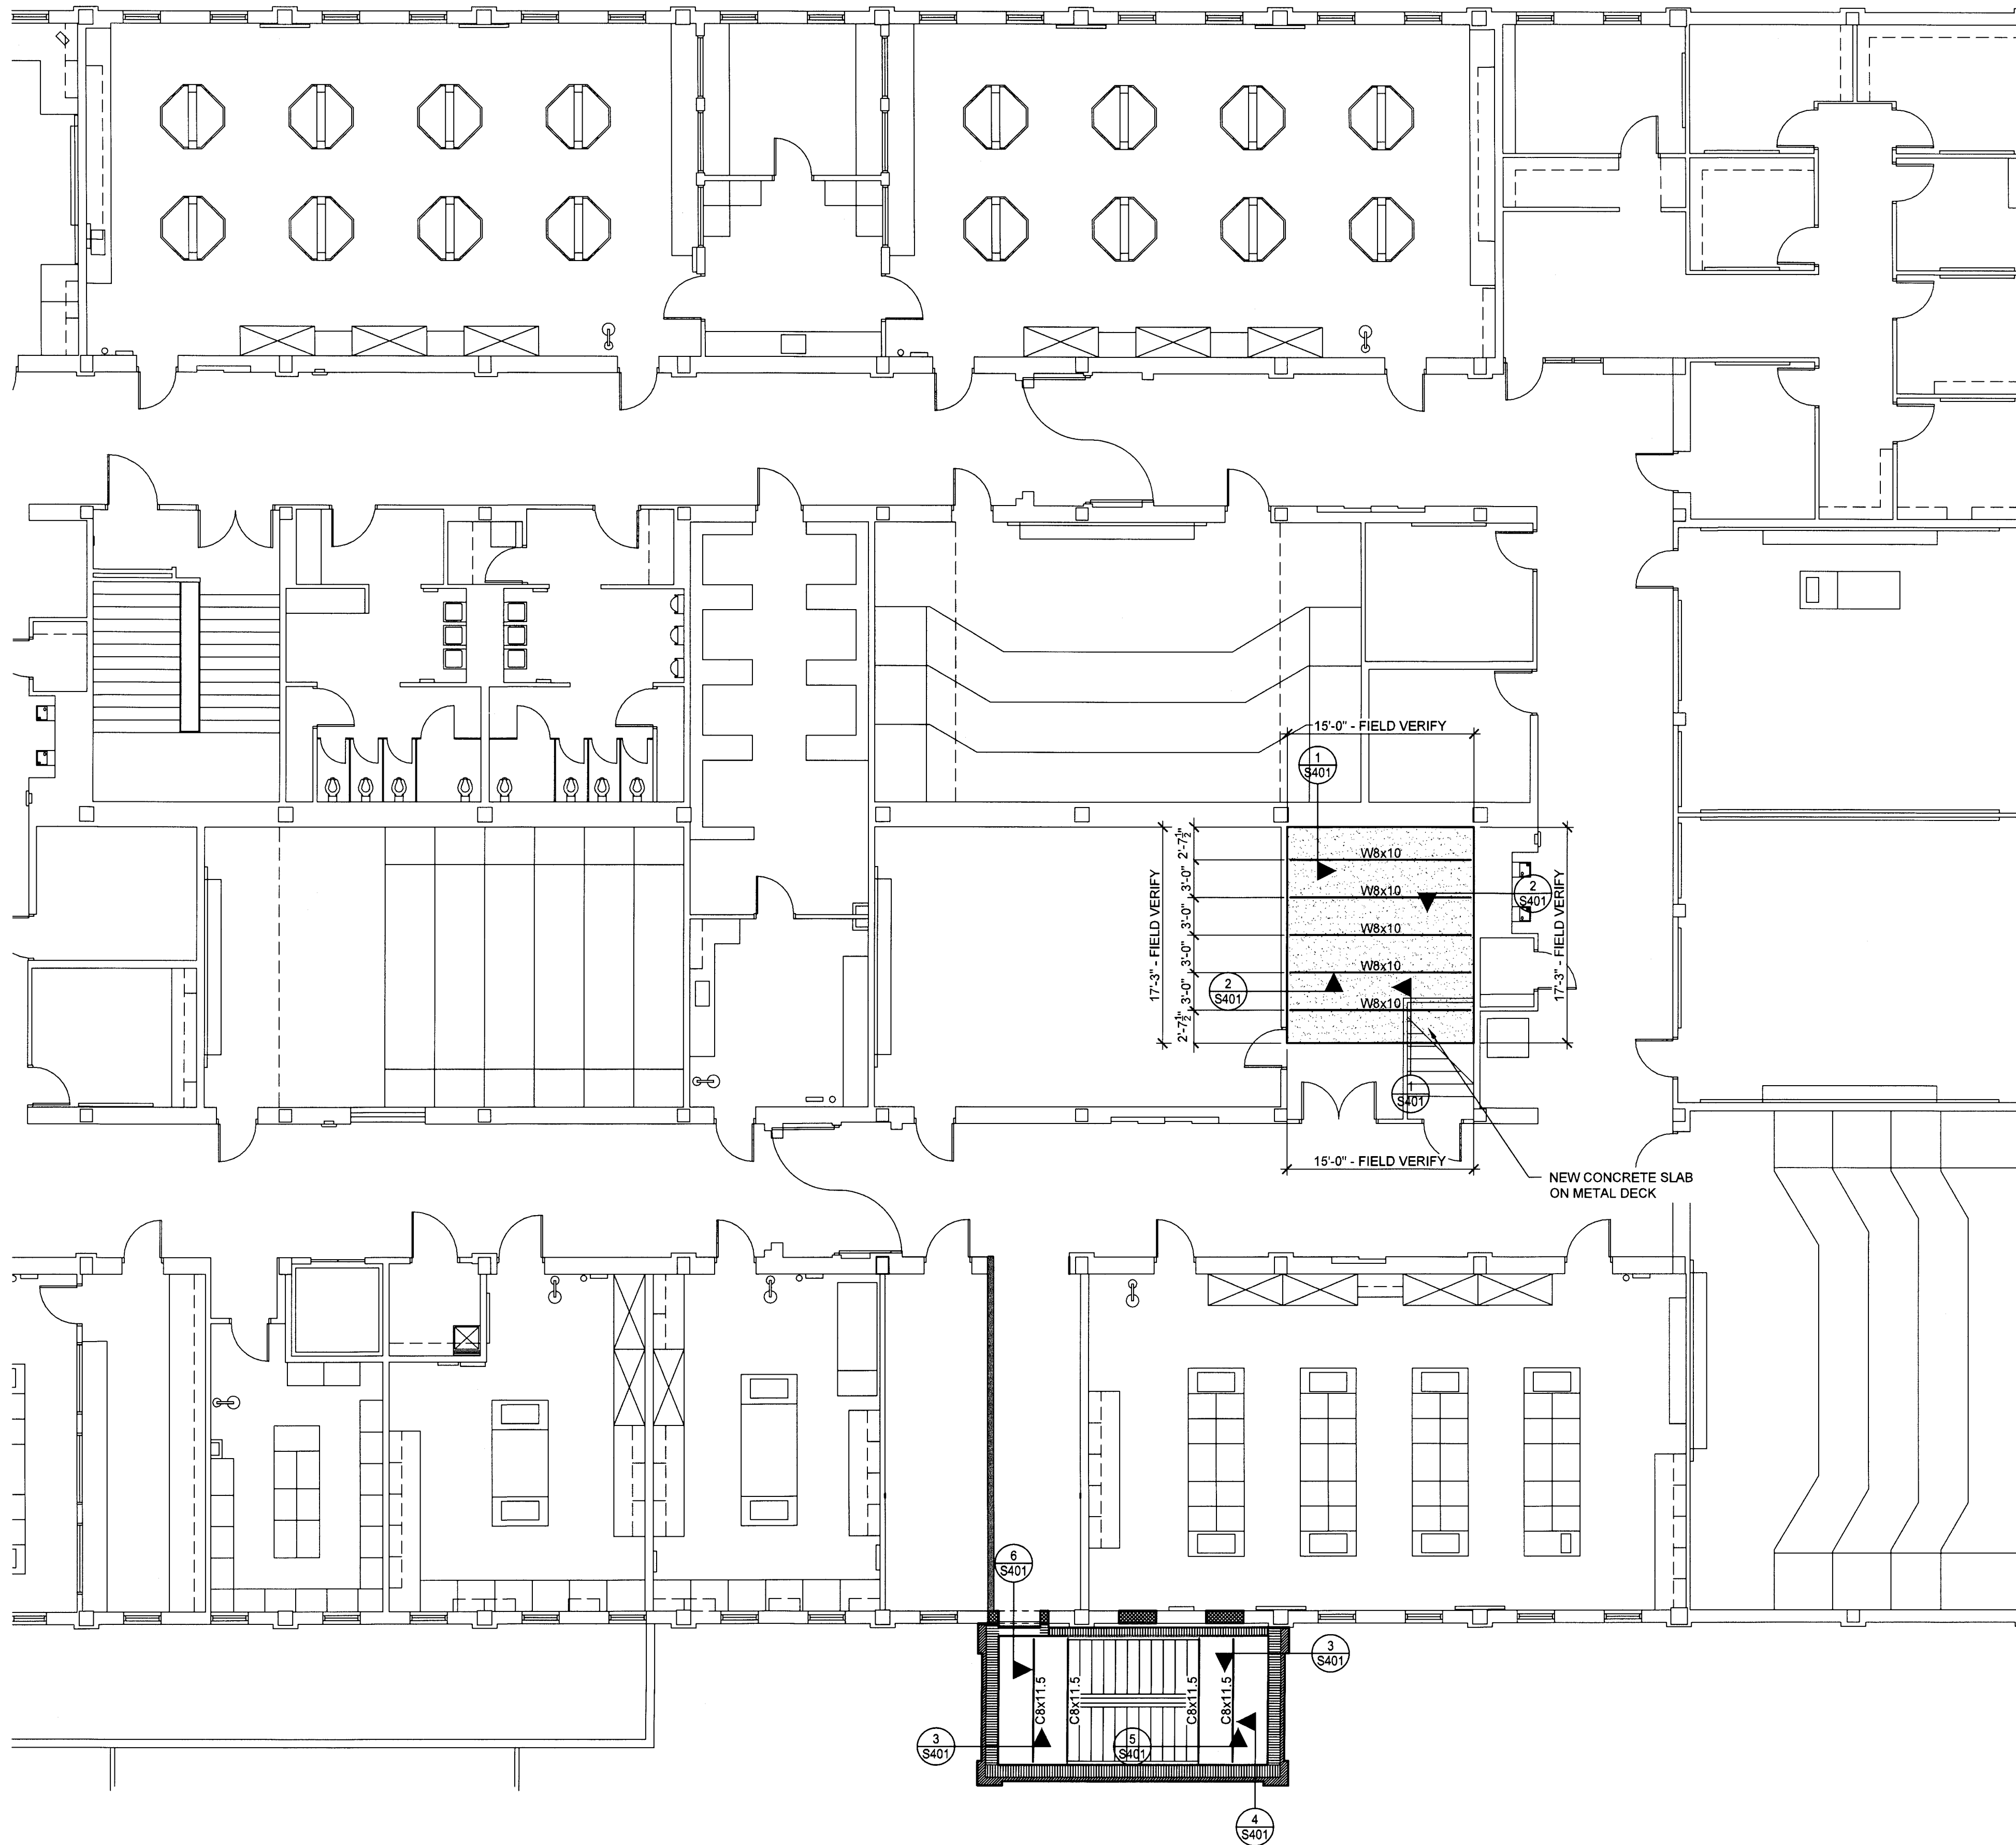 15'-0" - FIELD VERIFY
1
S401
2'-7½"
3'-0"
3'-0"
3'-0"
3'-0"
2'-7½"
17'-3" - FIELD VERIFY
W8x10
W8x10
W8x10
W8x10
W8x10
17'-3" - FIELD VERIFY
2
S401
2
S401
1
S401
15'-0" - FIELD VERIFY
NEW CONCRETE SLAB
ON METAL DECK
6
S401
C8x11.5
C8x11.5
C8x11.5
C8x11.5
3
S401
3
S401
5
S401
4
S401